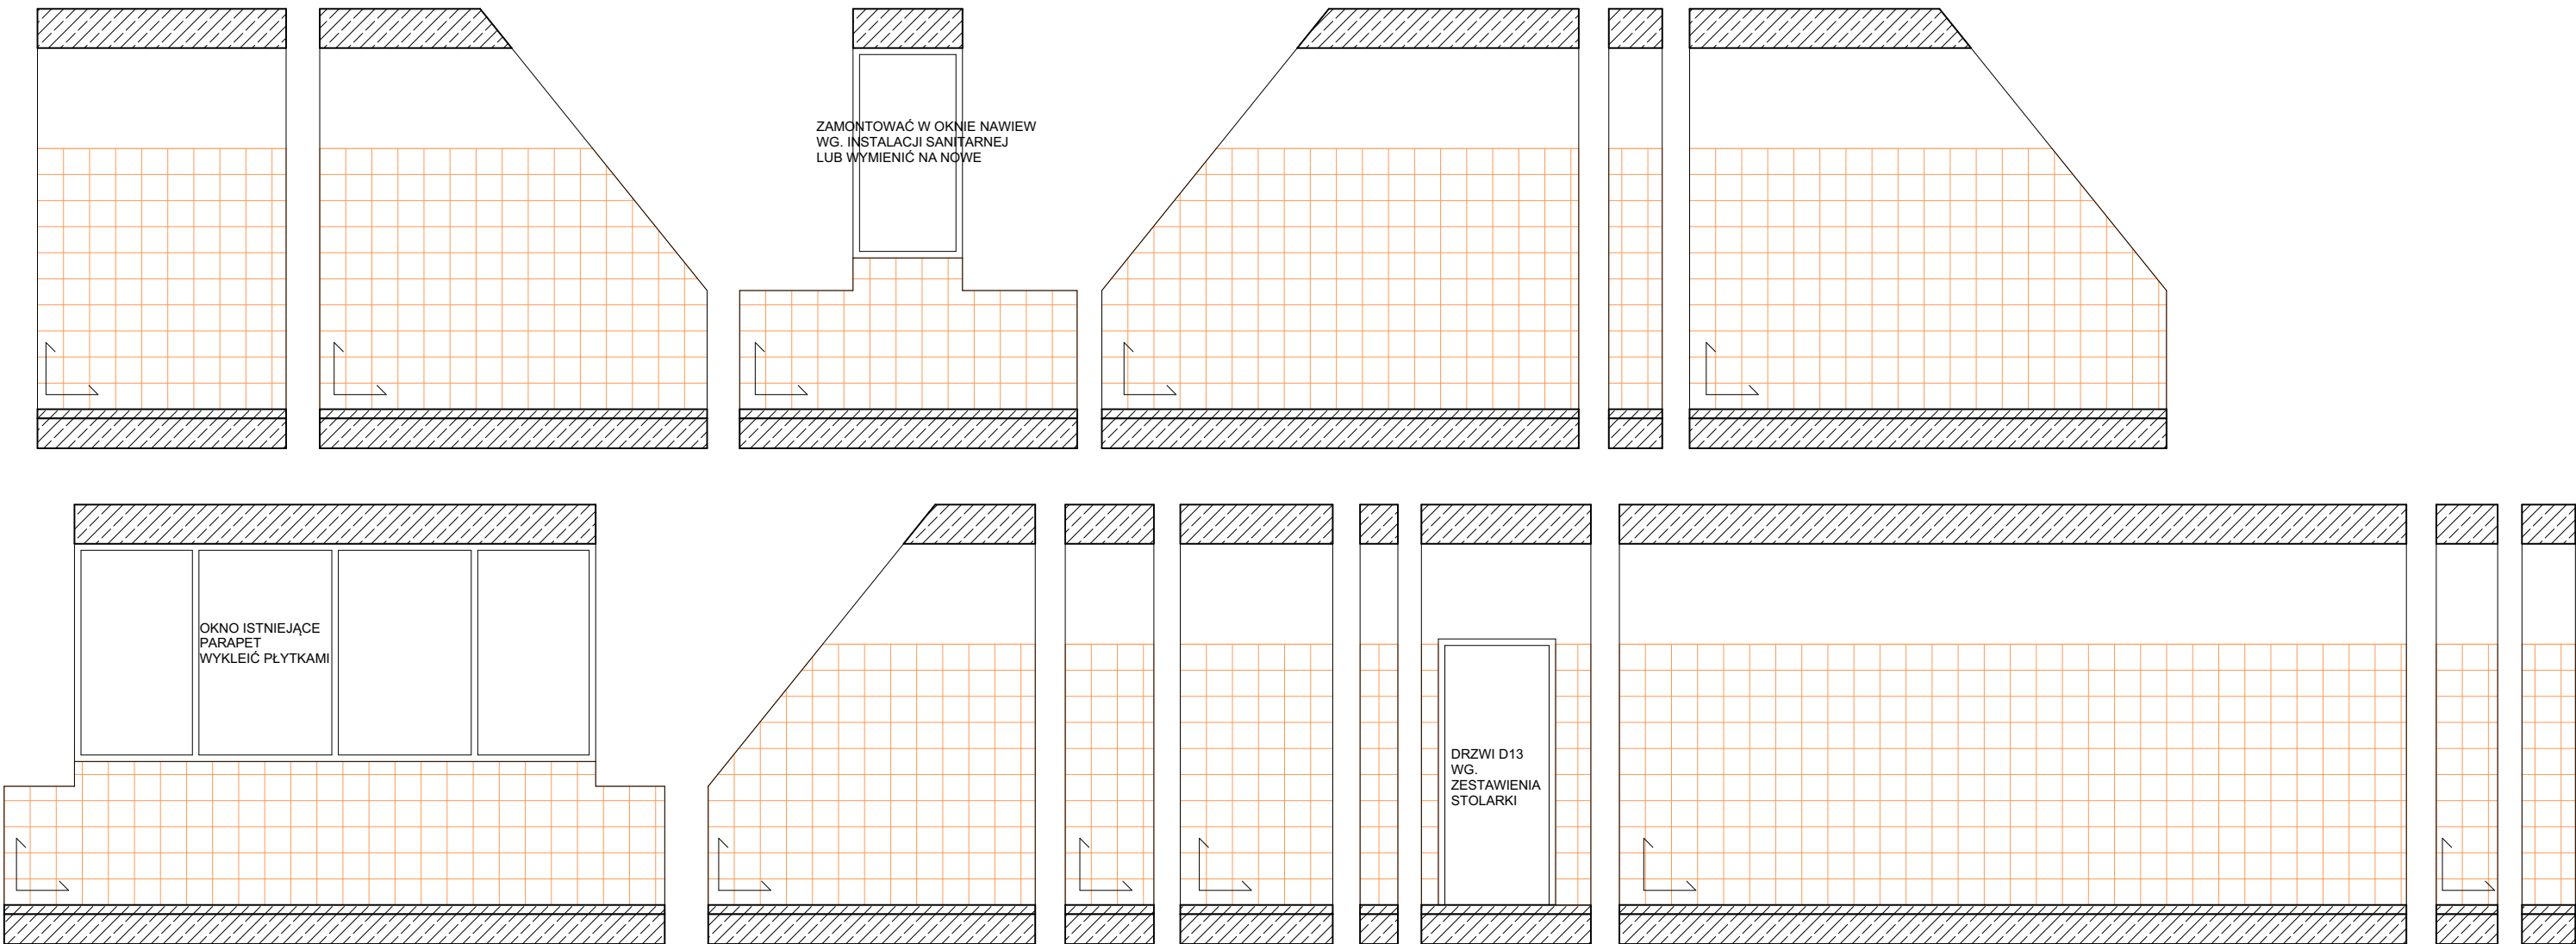 ZAMONTOWAĆ W OKNIE NAWIEW
WG. INSTALACJI SANITARNEJ
LUB WYMIENIĆ NA NOWE
OKNO ISTNIEJĄCE
PARAPET
WYKLEIĆ PŁYTKAMI
DRZWI D13
WG.
ZESTAWIENIA
STOLARKI